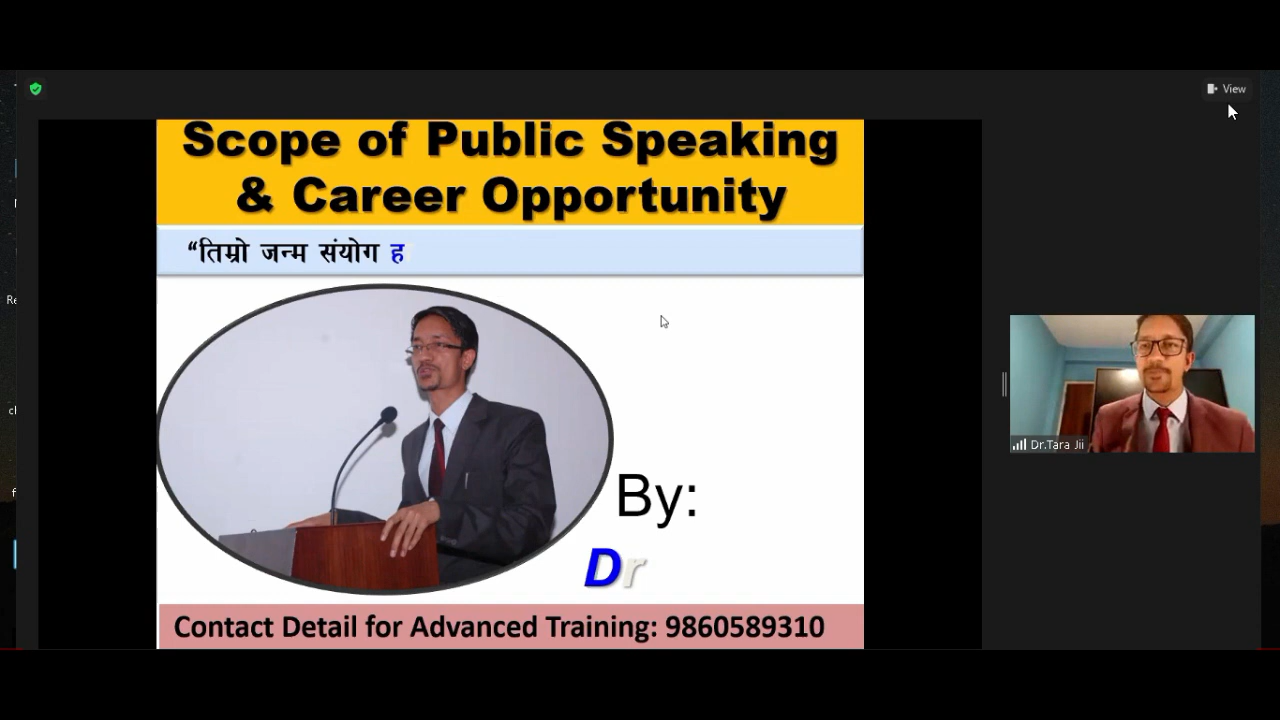 View
Scope of Public Speaking
& Career Opportunity
“तिम्रो जन्म संयोग ह
By:
Dr
Dr.Tara Jii
Contact Detail for Advanced Training: 9860589310